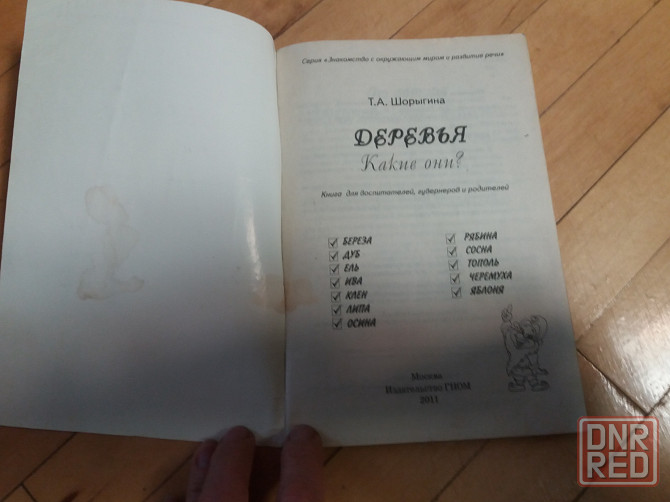 Серия «Знакомство с окружающим миром и развитие речи»
Т.А. Шорыгина
ДЕРЕВЬЯ
Какие они?
Книга для воспитателей, гувернеров и родителей
БЕРЕЗА
ДУБ
ЕЛЬ
ИВА
КЛЕН
ЛИПА
ОСИНА
РЯБИНА
СОСНА
ТОПОЛЬ
ЧЕРЕМУХА
ЯБЛОНЯ
Москва
Издательство ГНОМ
2011
DNR
RED